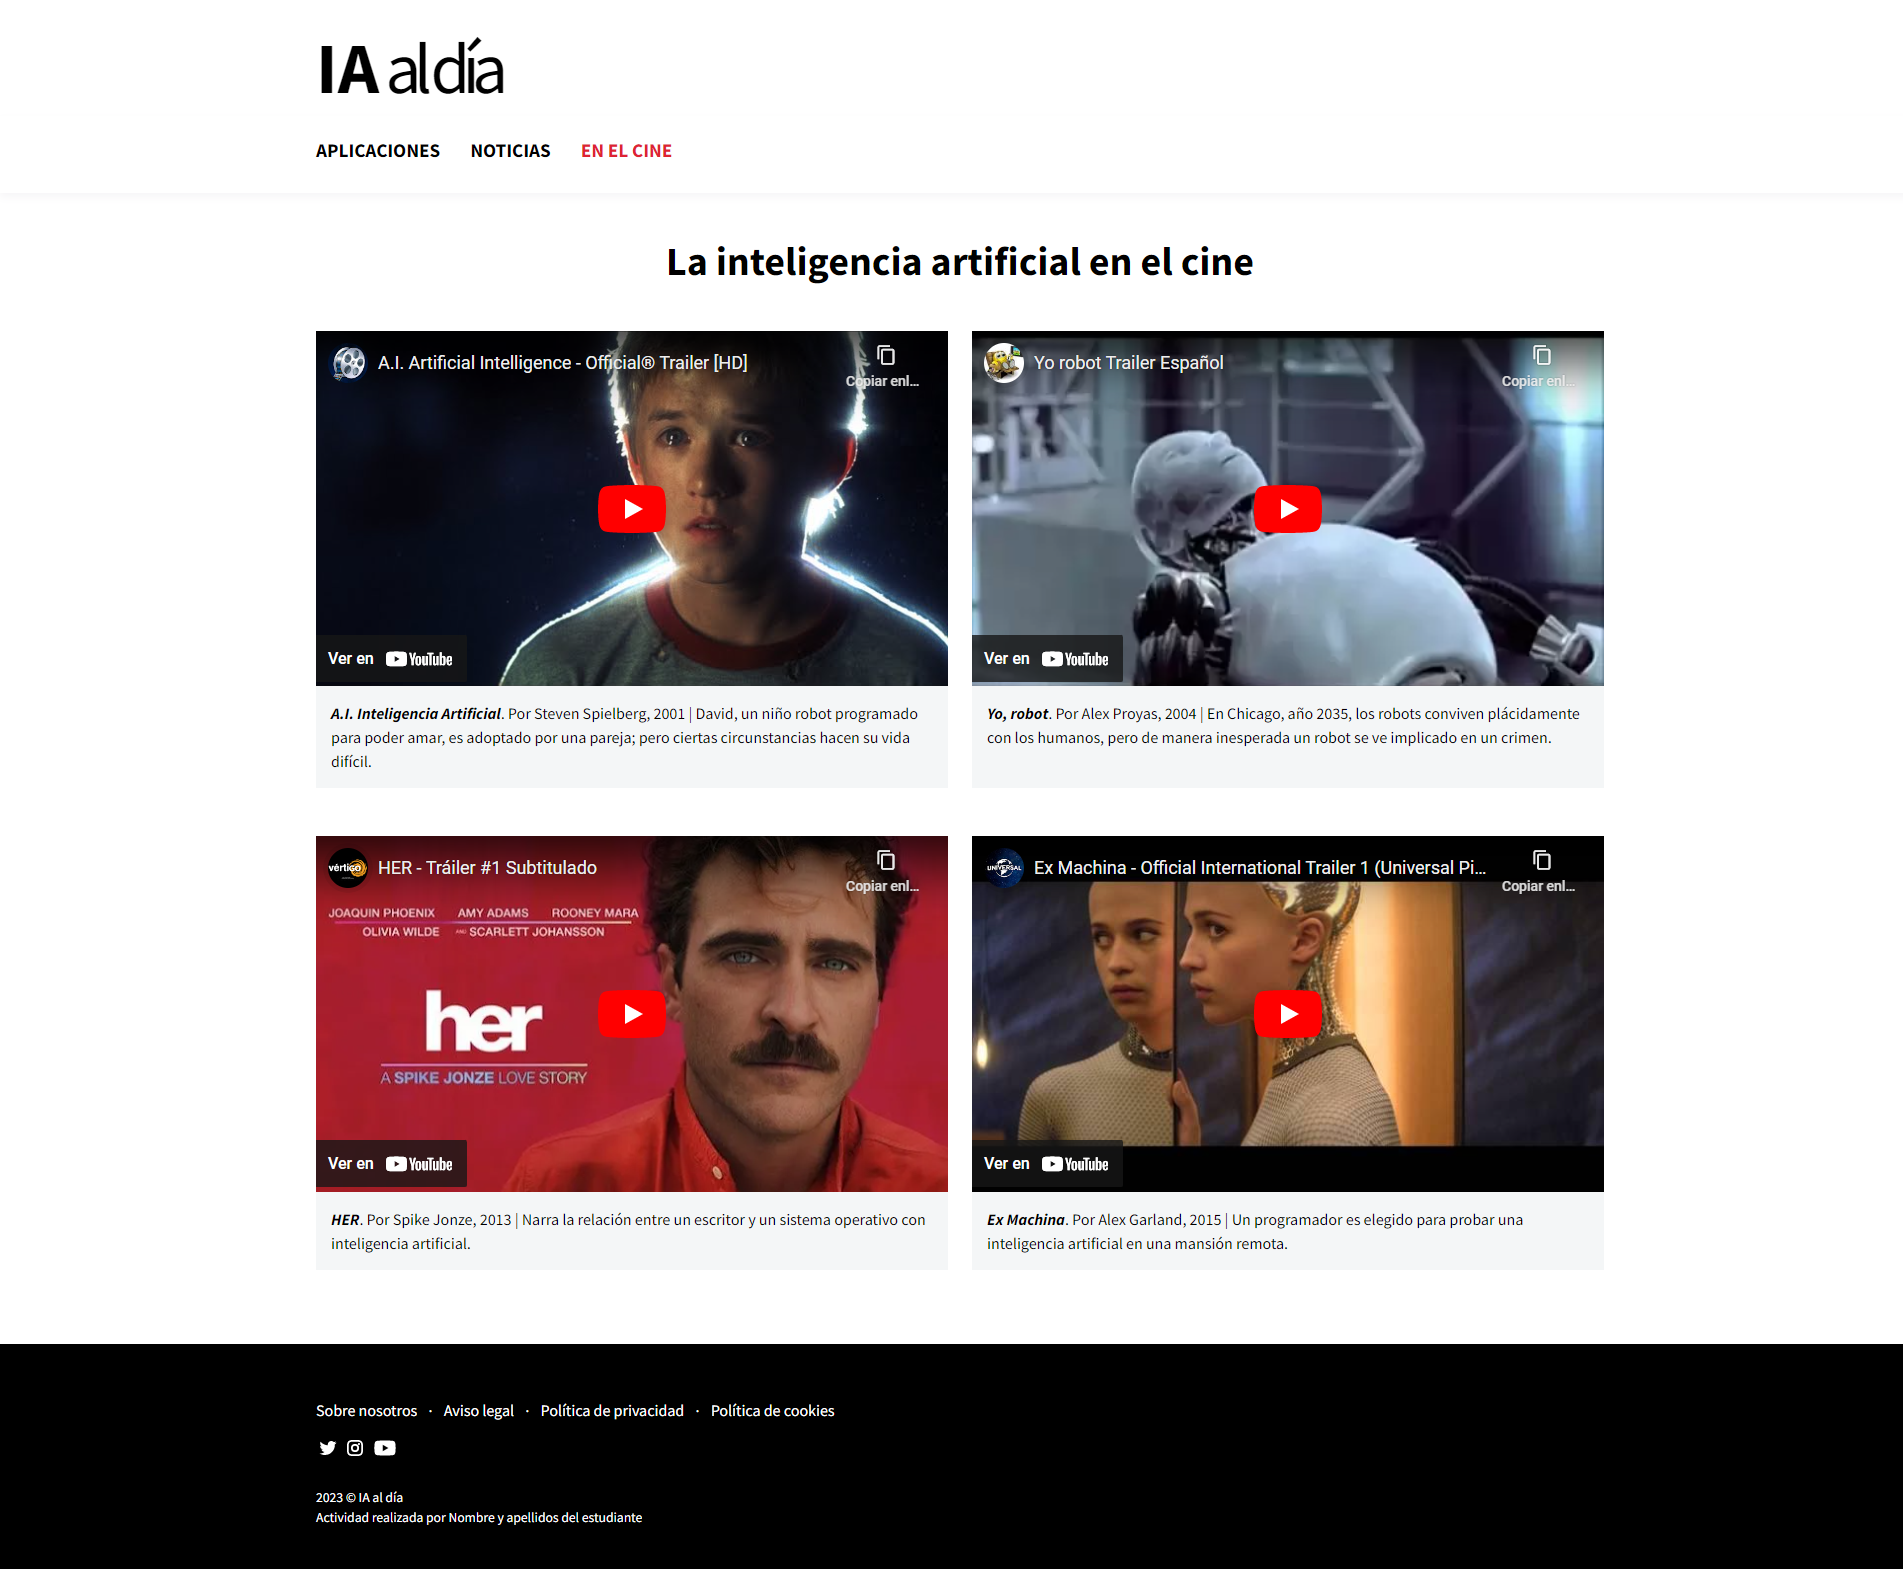 IA al día
APLICACIONES NOTICIAS EN EL CINE
La inteligencia artificial en el cine
A.I. Artificial Intelligence - Official® Trailer [HD]
Copiar enl...
Ver en YouTube
A.I. Inteligencia Artificial. Por Steven Spielberg, 2001 | David, un niño robot programado
para poder amar, es adoptado por una pareja; pero ciertas circunstancias hacen su vida
difícil.
Yo robot Trailer Español
Copiar enl...
Ver en YouTube
Yo, robot. Por Alex Proyas, 2004 | En Chicago, año 2035, los robots conviven plácidamente
con los humanos, pero de manera inesperada un robot se ve implicado en un crimen.
vértigo
HER - Tráiler #1 Subtitulado
Copiar enl...
JOAQUIN PHOENIX AMY ADAMS ROONEY MARA
OLIVIA WILDE AND SCARLETT JOHANSSON
her
A SPIKE JONZE LOVE STORY
Ver en YouTube
HER. Por Spike Jonze, 2013 | Narra la relación entre un escritor y un sistema operativo con
inteligencia artificial.
UNIVERSAL
Ex Machina - Official International Trailer 1 (Universal Pi...
Copiar enl...
Ver en YouTube
Ex Machina. Por Alex Garland, 2015 | Un programador es elegido para probar una
inteligencia artificial en una mansión remota.
Sobre nosotros · Aviso legal · Política de privacidad · Política de cookies
2023 © IA al día
Actividad realizada por Nombre y apellidos del estudiante